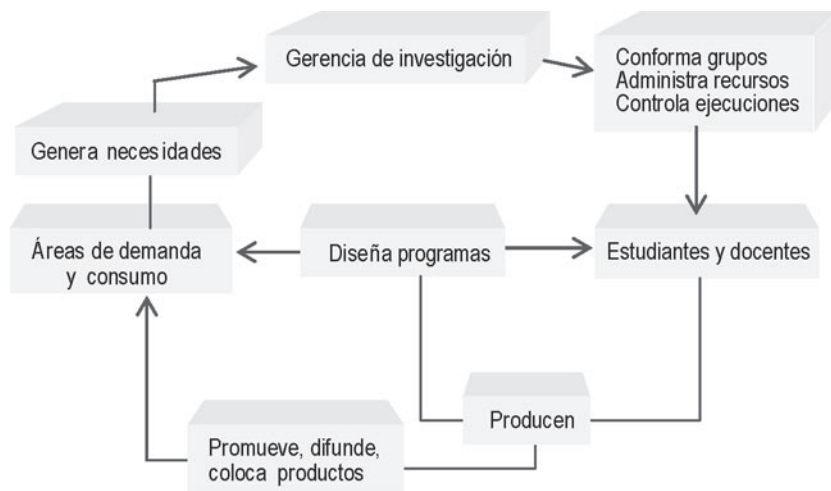 Gerencia de investigación
Conforma grupos
Administra recursos
Controla ejecuciones
Genera necesidades
Áreas de demanda
y consumo
Diseña programas
Estudiantes y docentes
Producen
Promueve, difunde,
coloca productos